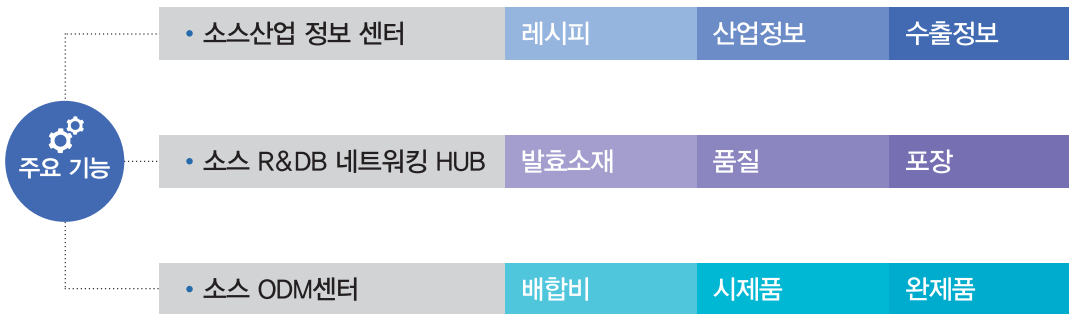 주요 기능
• 소스산업 정보 센터 레시피 산업정보 수출정보
• 소스 R&DB 네트워킹 HUB 발효소재 품질 포장
• 소스 ODM센터 배합비 시제품 완제품